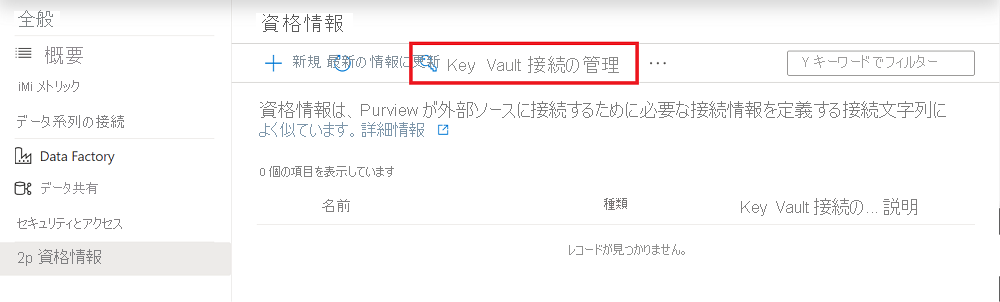 全般
概要
iMi メトリック
データ系列の接続
Data Factory
データ共有
セキュリティとアクセス
2p 資格情報
資格情報
新規 最新の情報に更新 Key Vault 接続の管理 ...
Y キーワードでフィルター
資格情報は、Purview が外部ソースに接続するために必要な接続情報を定義する接続文字列に
よく似ています。詳細情報
0 個の項目を表示しています
名前 種類 Key Vault 接続の... 説明
レコードが見つかりません。